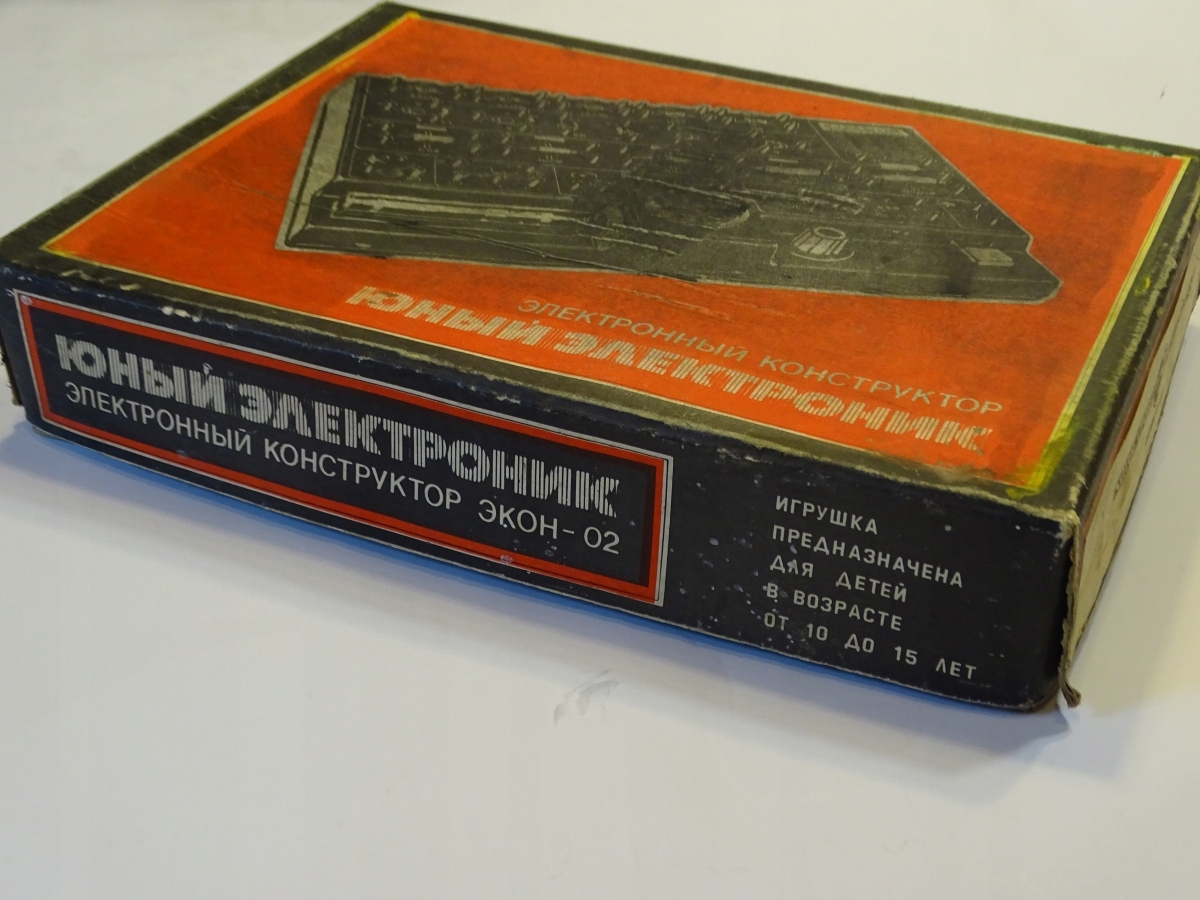 ЭЛЕКТРОННЫЙ КОНСТРУКТОР
ЮНЫЙ ЭЛЕКТРОНИК
ЮНЫЙ ЭЛЕКТРОНИК
ЭЛЕКТРОННЫЙ КОНСТРУКТОР ЭКОН-02
ИГРУШКА
ПРЕДНАЗНАЧЕНА
ДЛЯ ДЕТЕЙ
В ВОЗРАСТЕ
ОТ 10 ДО 15 ЛЕТ